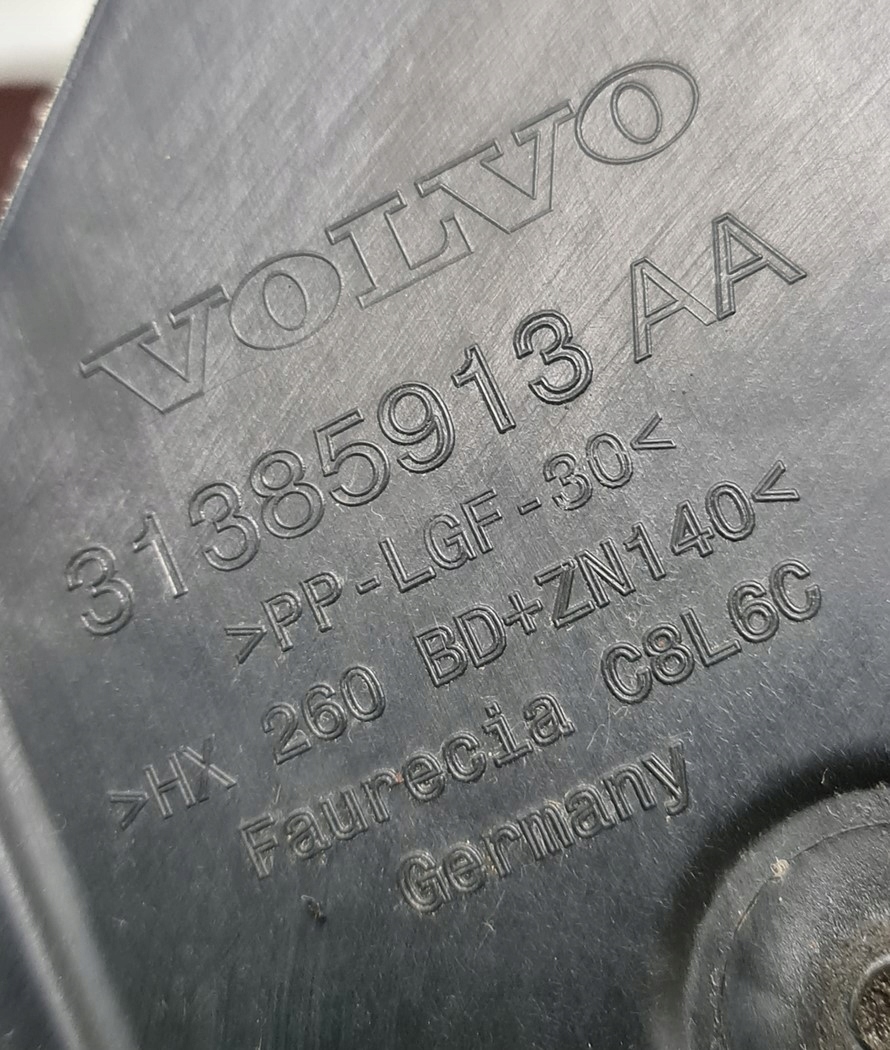 VOLVO
31385913 AA
>PP-LGF-30<
>HX 260 BD+ZN140<
Faurecia C8L6C
Germany